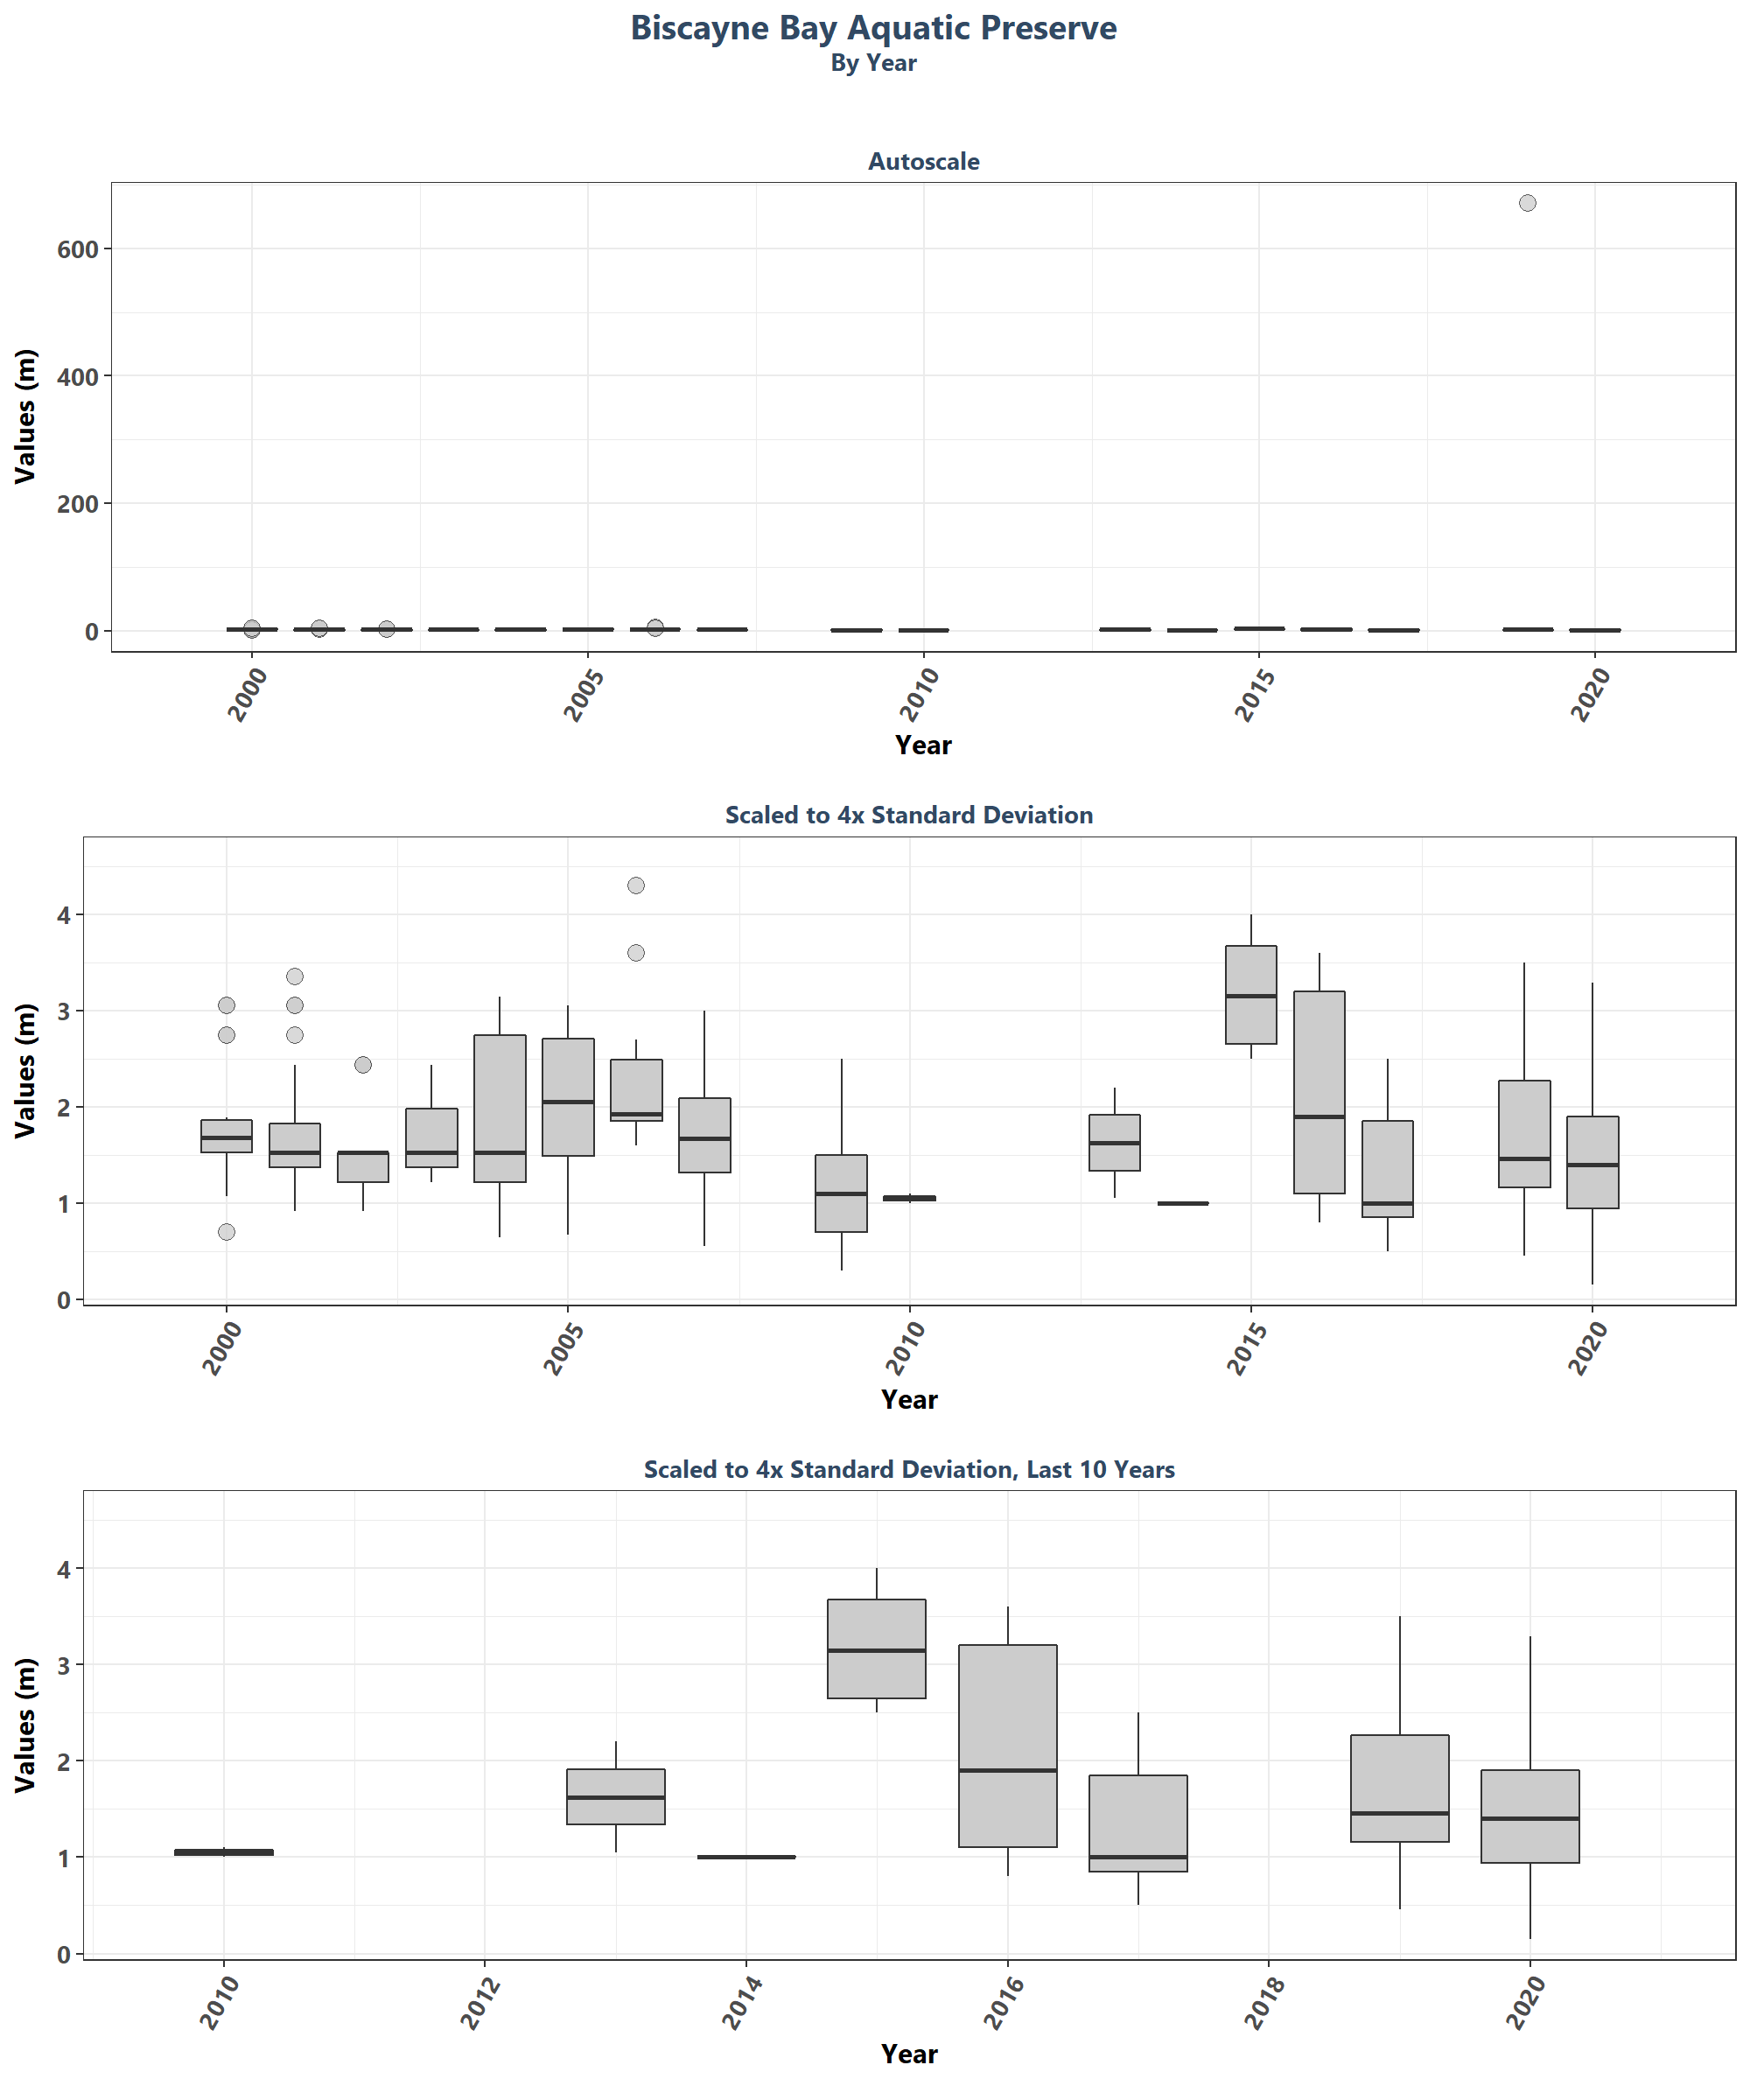 Biscayne Bay Aquatic Preserve
By Year
Autoscale
Values (m)
600
400
200
0
2000 2005 2010 2015 2020
Year
Scaled to 4x Standard Deviation
Values (m)
4
3
2
1
0
2000 2005 2010 2015 2020
Year
Scaled to 4x Standard Deviation, Last 10 Years
Values (m)
4
3
2
1
0
2010 2012 2014 2016 2018 2020
Year